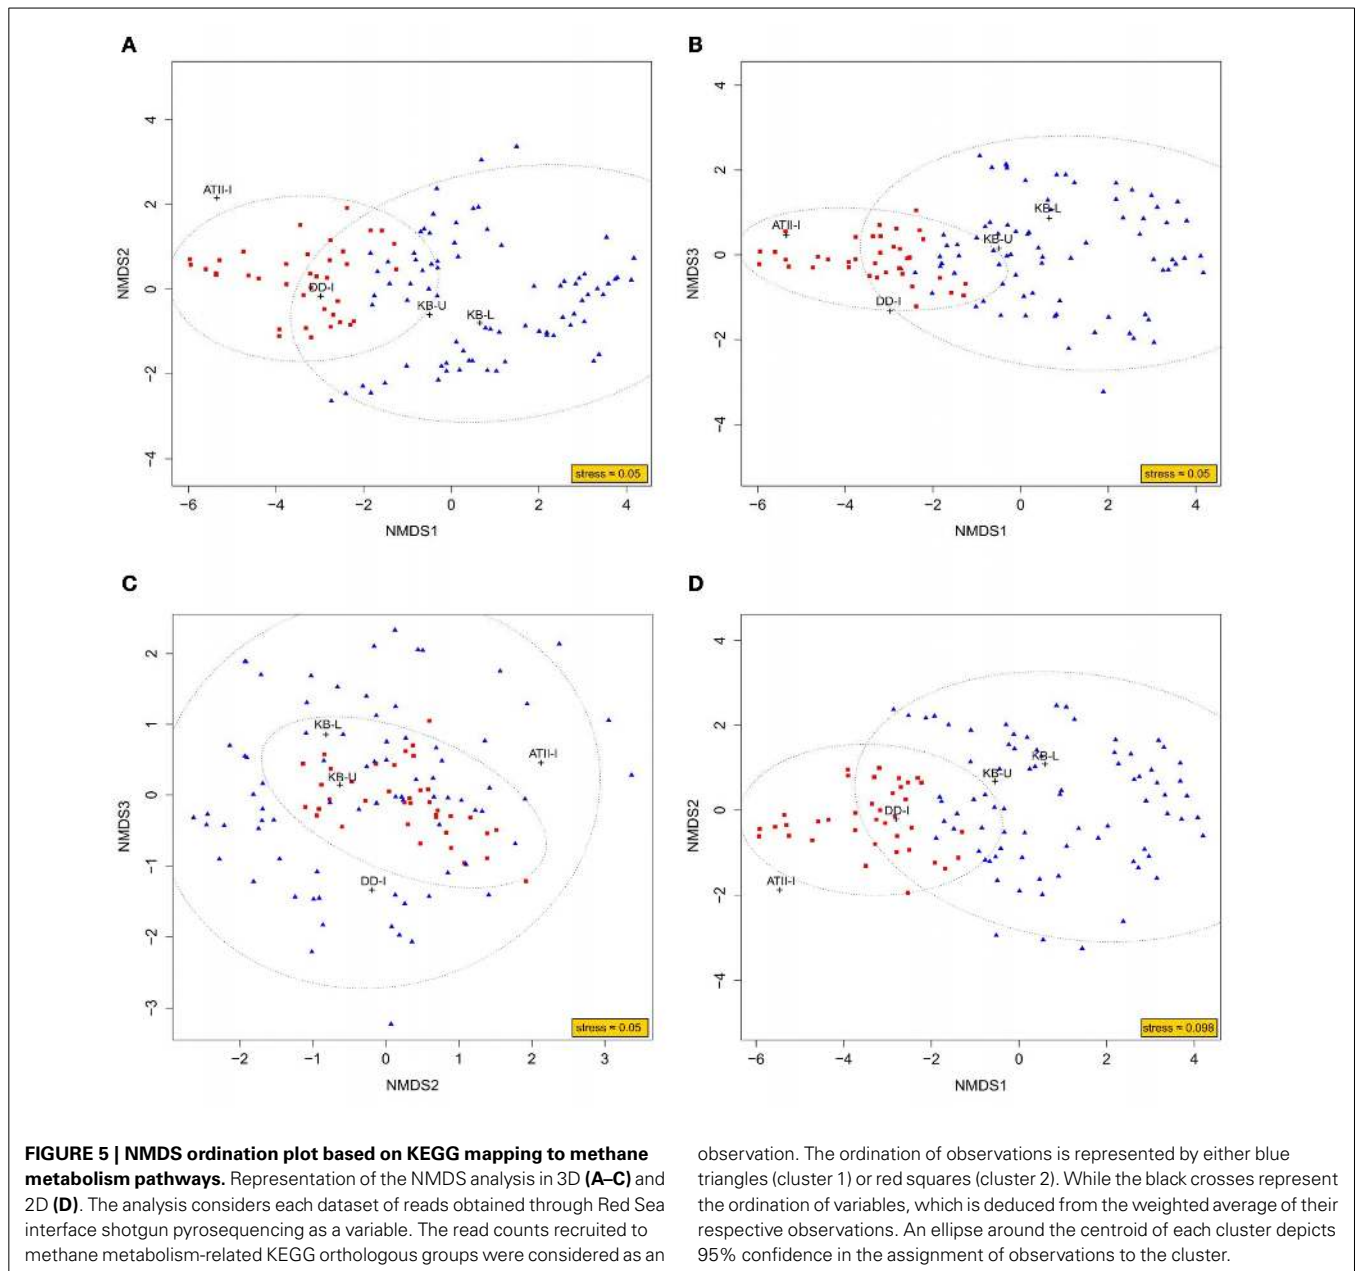 A
4
2
0
−2
−4
NMDS2
ATII-I
DD-I
KB-U
KB-L
stress ≈ 0.05
−6
−4
−2
0
2
4
NMDS1
B
4
2
0
−2
−4
NMDS3
KB-L
ATII-I
KB-U
DD-I
stress ≈ 0.05
−6
−4
−2
0
2
4
NMDS1
C
2
1
0
−1
−2
−3
NMDS3
KB-L
ATII-I
KB-U
DD-I
stress ≈ 0.05
−2
−1
0
1
2
3
NMDS2
D
4
2
0
−2
−4
NMDS2
KB-L
KB-U
DD-I
ATII-I
stress ≈ 0.098
−6
−4
−2
0
2
4
NMDS1
FIGURE 5 | NMDS ordination plot based on KEGG mapping to methane
metabolism pathways. Representation of the NMDS analysis in 3D (A–C) and
2D (D). The analysis considers each dataset of reads obtained through Red Sea
interface shotgun pyrosequencing as a variable. The read counts recruited to
methane metabolism-related KEGG orthologous groups were considered as an
observation. The ordination of observations is represented by either blue
triangles (cluster 1) or red squares (cluster 2). While the black crosses represent
the ordination of variables, which is deduced from the weighted average of their
respective observations. An ellipse around the centroid of each cluster depicts
95% confidence in the assignment of observations to the cluster.